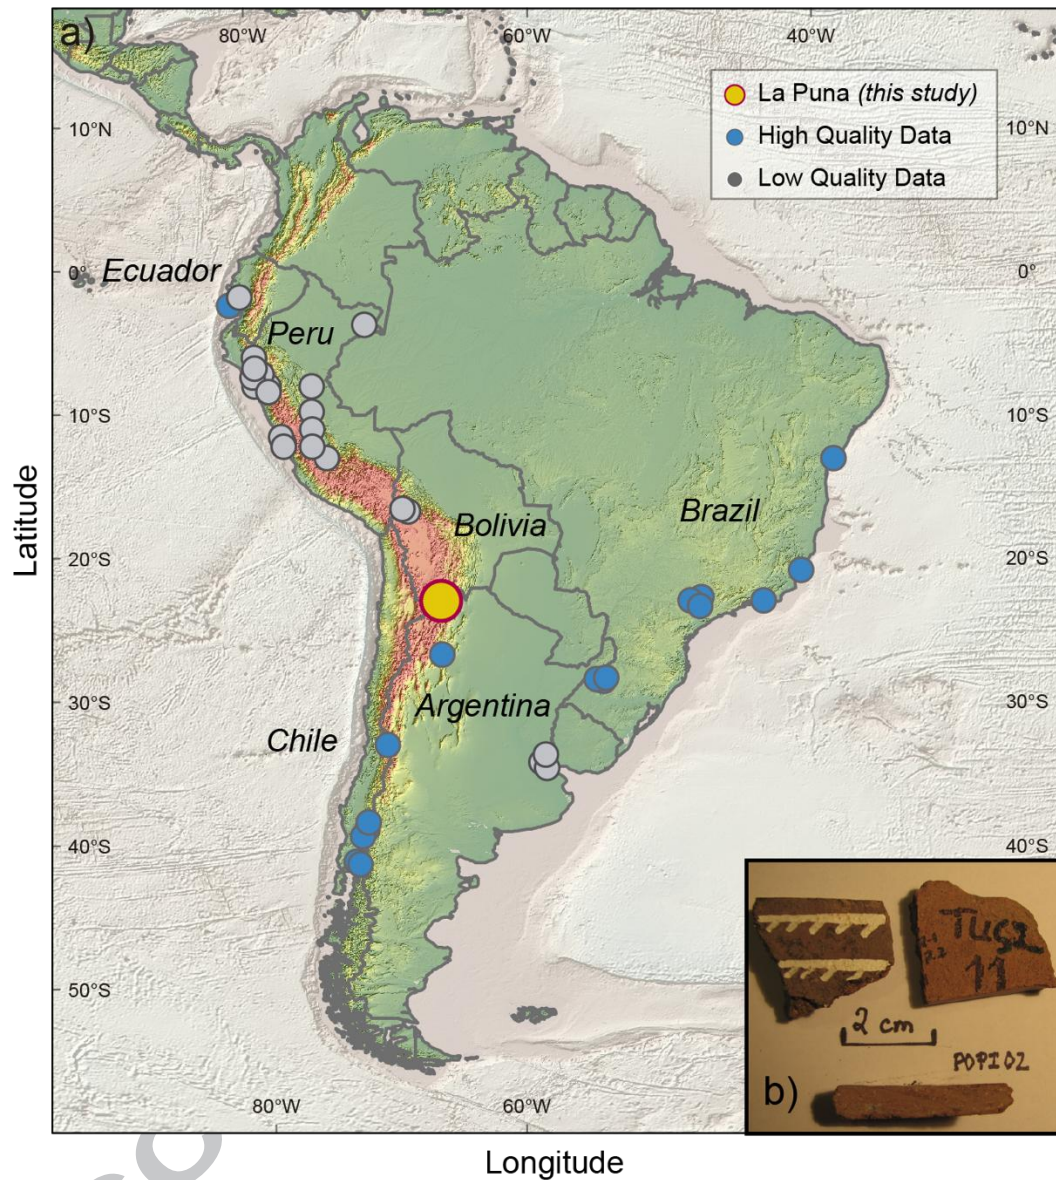 a)
80°W 60°W 40°W
La Puna (this study)
High Quality Data
Low Quality Data
10°N 10°N
Ecuador
0° 0°
Peru
10°S 10°S
Bolivia
Brazil
20°S 20°S
Argentina
30°S 30°S
Chile
40°S 40°S
50°S
Latitude
80°W 60°W
Longitude
TUS2
11
2 cm
POPI02
b)